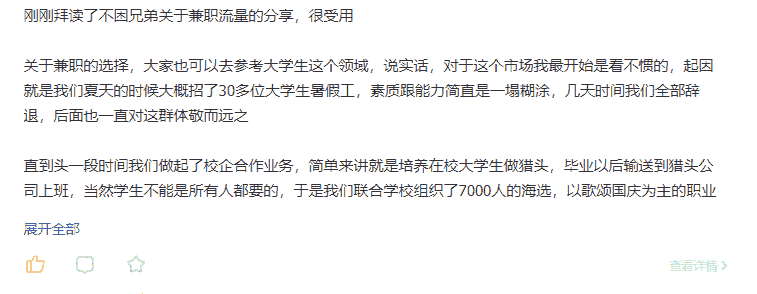 刚刚拜读了不困兄弟关于兼职流量的分享，很受用
关于兼职的选择，大家也可以去参考大学生这个领域，说实话，对于这个市场我最开始是看不惯的，起因
就是我们夏天的时候大概招了30多位大学生暑假工，素质跟能力简直是一塌糊涂，几天时间我们全部辞
退，后面也一直对这群体敬而远之
直到头一段时间我们做起了校企合作业务，简单来讲就是培养在校大学生做猎头，毕业以后输送到猎头公
司上班，当然学生不能是所有人都要的，于是我们联合学校组织了7000人的海选，以歌颂国庆为主的职业
展开全部
查看详情